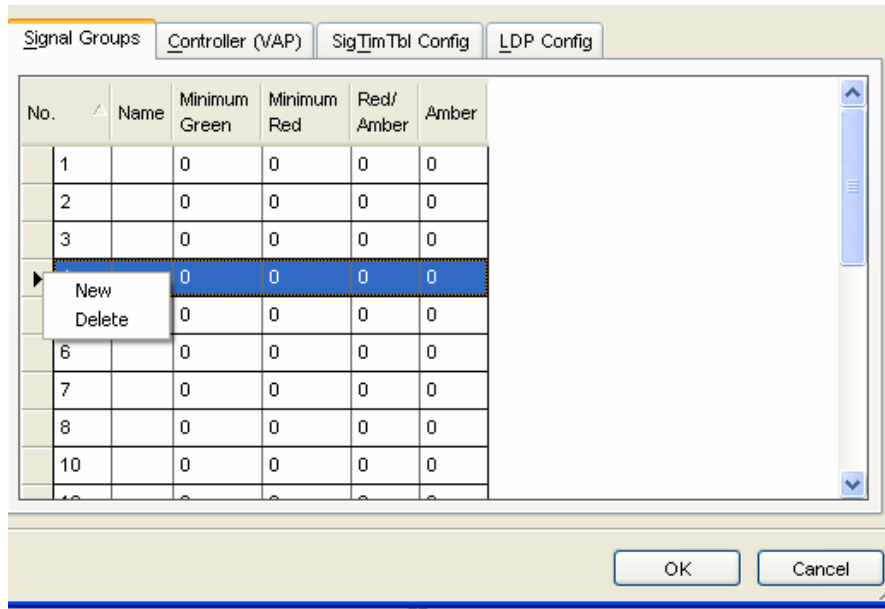 Signal Groups Controller (VAP) SigTimTbl Config LDP Config
No. Name Minimum Green Minimum Red Red/ Amber Amber
1 0 0 0 0
2 0 0 0 0
3 0 0 0 0
0 0 0 0
New
Delete
0 0 0 0
6 0 0 0 0
7 0 0 0 0
8 0 0 0 0
10 0 0 0 0
OK Cancel